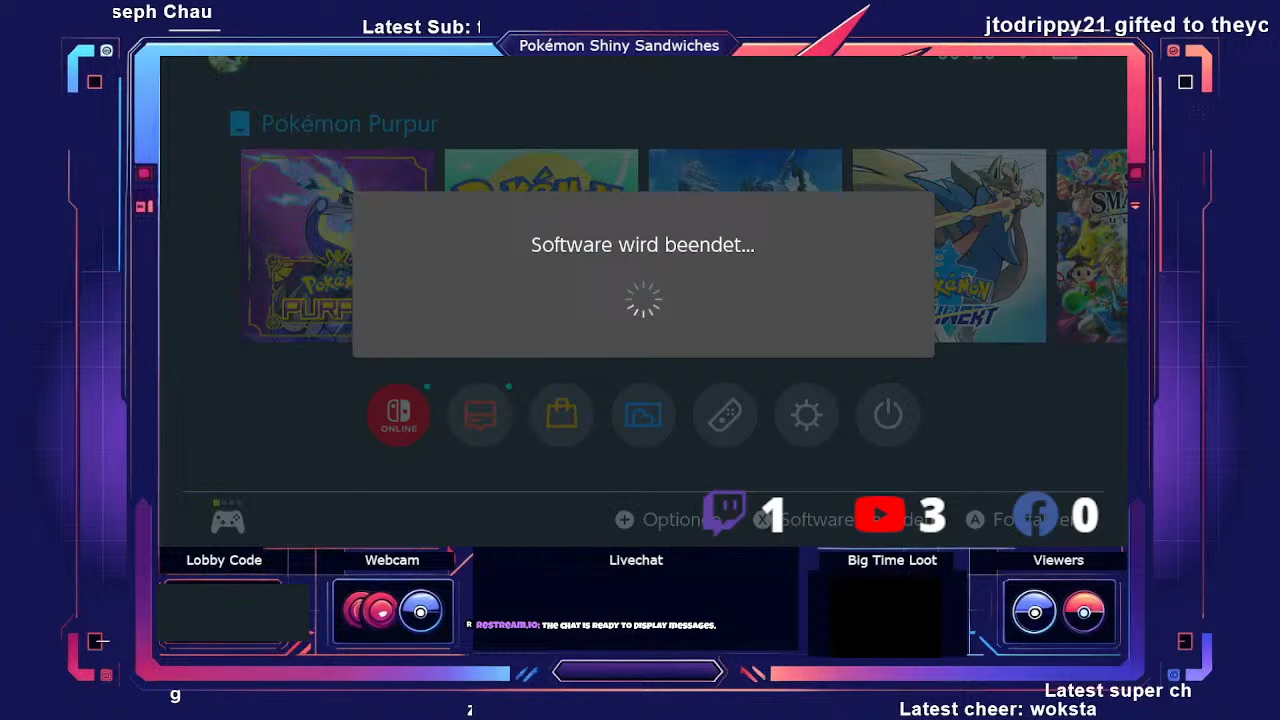 seph Chau
Latest Sub:
jtodrippy21 gifted to theyc
Pokémon Shiny Sandwiches
Pokémon Purpur
Software wird beendet...
ONLINE
Optionen
Software
1
3
0
Lobby Code
Webcam
Livechat
Big Time Loot
Viewers
RESTREAM.IO: THE CHAT IS READY TO DISPLAY MESSAGES.
g
Latest super ch
Latest cheer: woksta